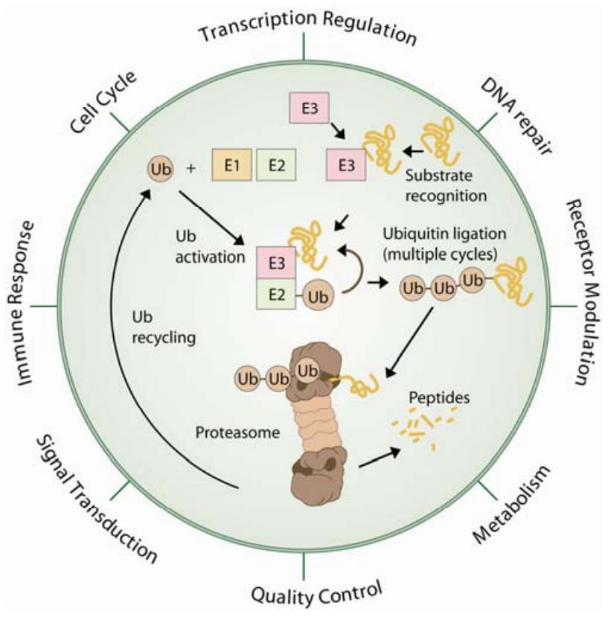 Transcription Regulation
Cell Cycle
DNA repair
E3
Ub + E1 E2
E3
Substrate
recognition
Ub
activation
E3
E2 Ub
Ubiquitin ligation
(multiple cycles)
Ub Ub Ub
Immune Response
Receptor Modulation
Ub
recycling
Ub Ub Ub
Peptides
Proteasome
Signal Transduction
Metabolism
Quality Control